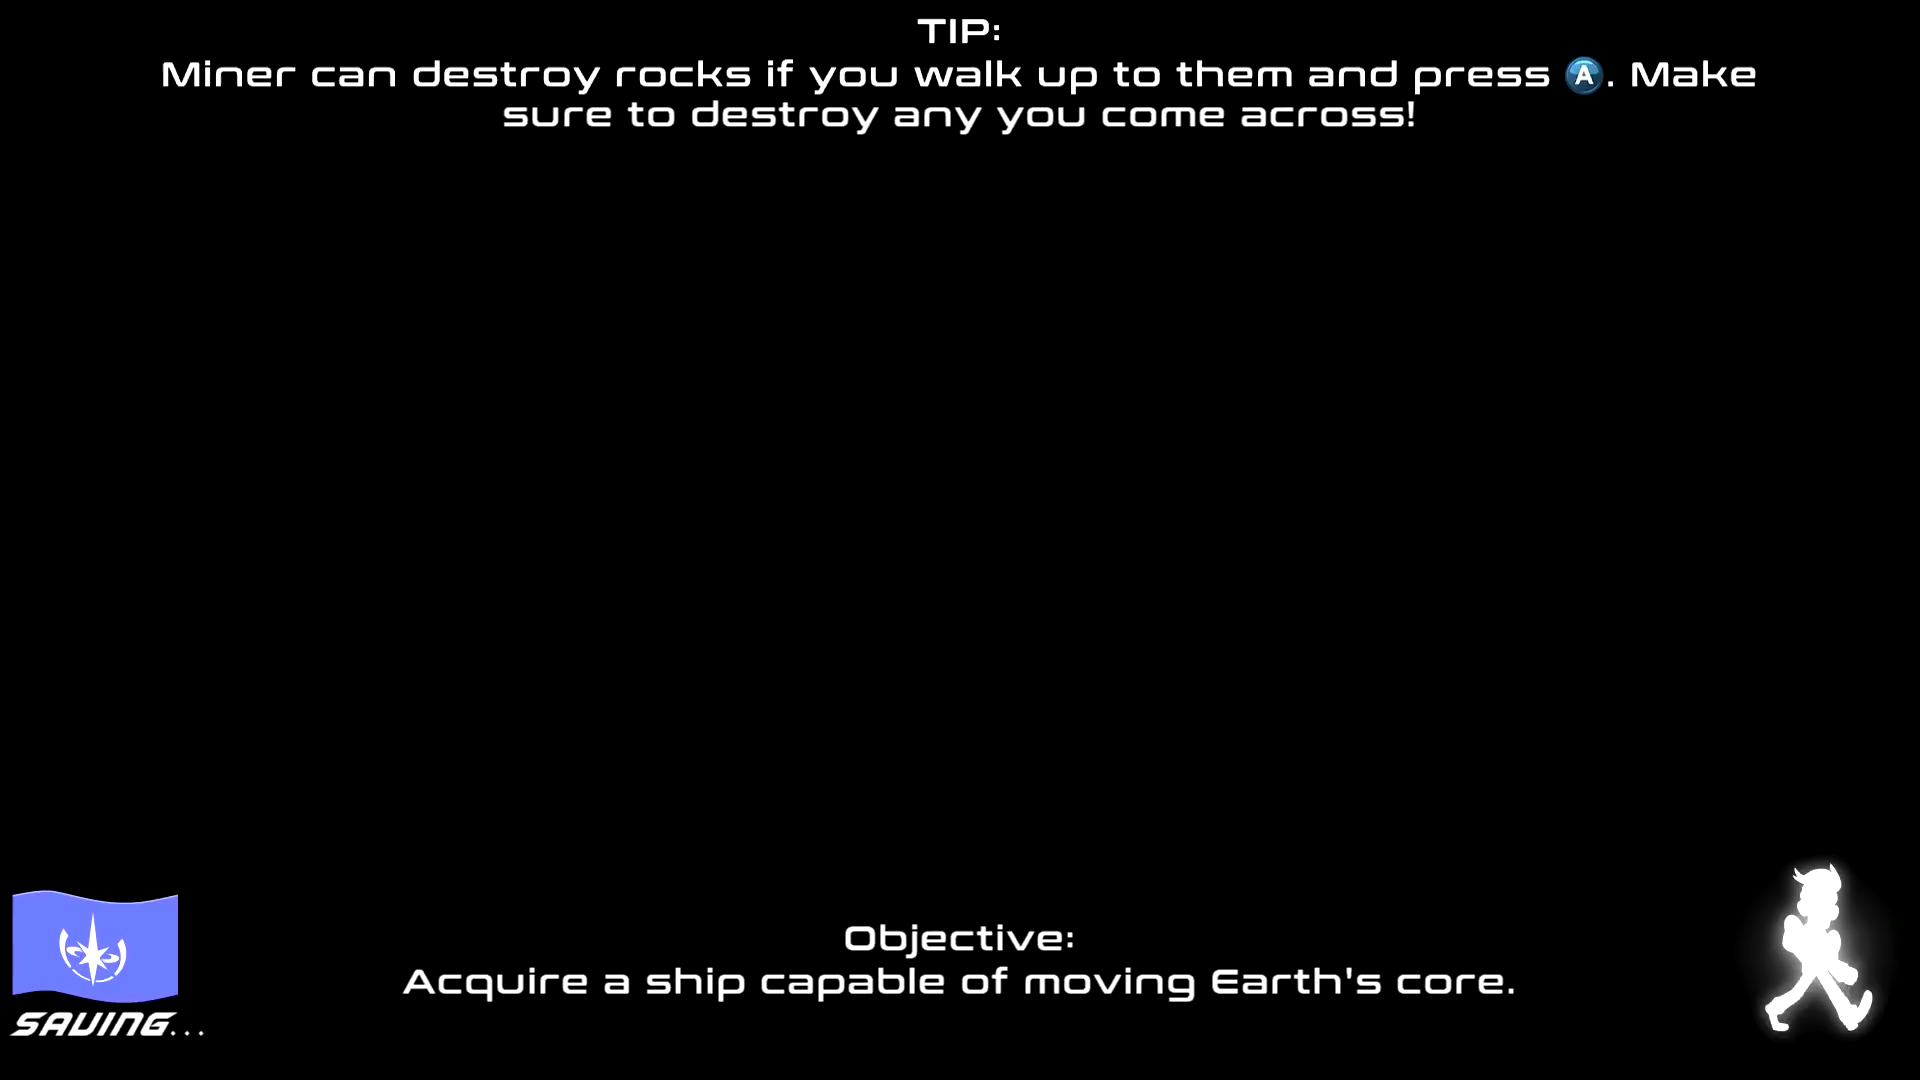 TIP:
Miner can destroy rocks if you walk up to them and press A. Make
sure to destroy any you come across!
Objective:
Acquire a ship capable of moving Earth's core.
SAVING...